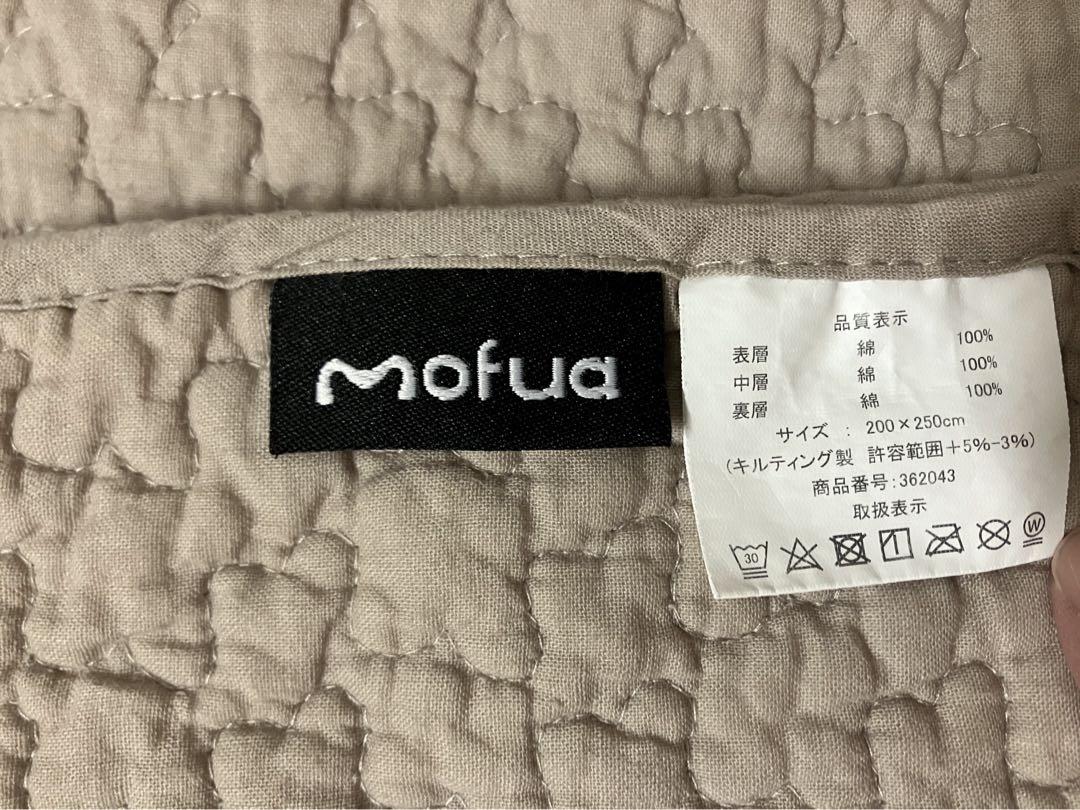 mofua
品質表示
表層 綿 100%
中層 綿 100%
裏層 綿 100%
サイズ : 200×250cm
(キルティング製 許容範囲+5%-3%)
商品番号:362043
取扱表示
30 W